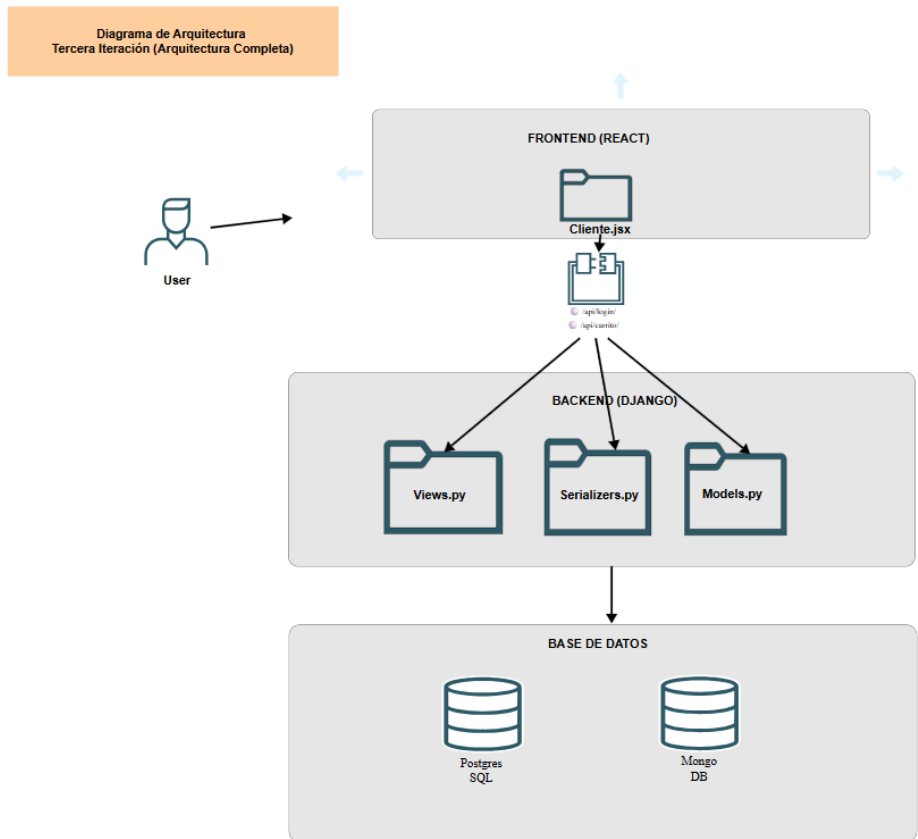 Diagrama de Arquitectura
Tercera Iteración (Arquitectura Completa)
FRONTEND (REACT)
Cliente.jsx
User
/api/login/
/api/carrito/
BACKEND (DJANGO)
Views.py
Serializers.py
Models.py
BASE DE DATOS
Postgres
SQL
Mongo
DB